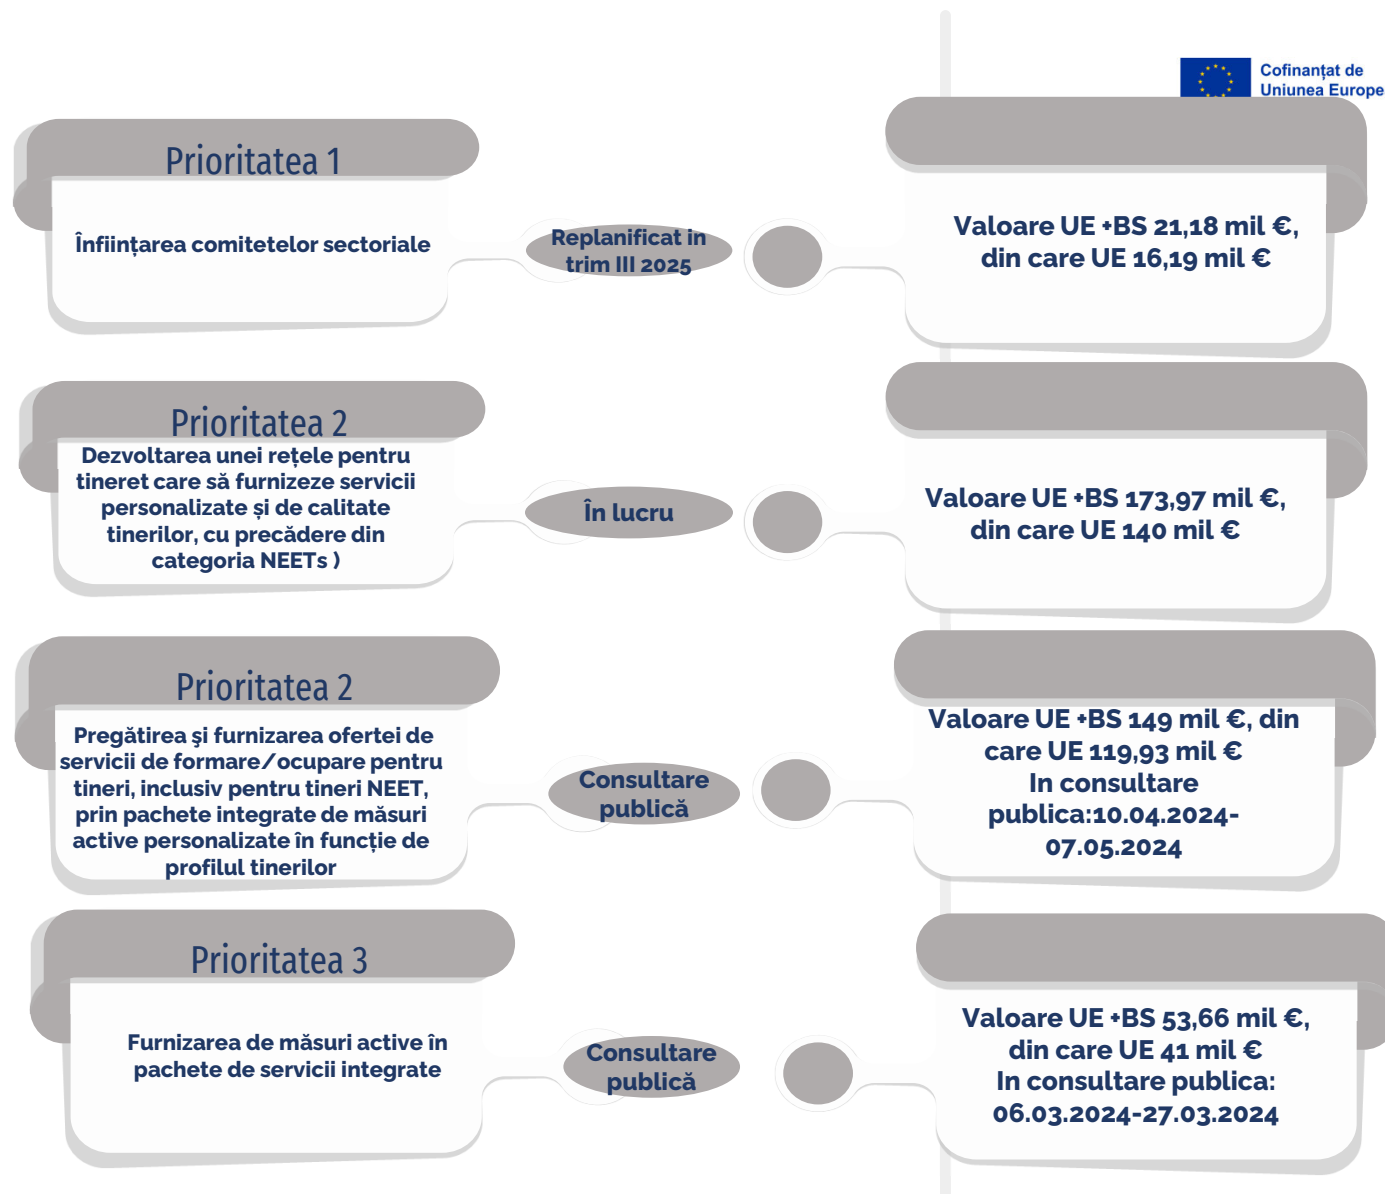 Cofinanțat de
Uniunea Europe
Prioritatea 1
Înființarea comitetelor sectoriale
Replanificat in
trim III 2025
Valoare UE +BS 21,18 mil €,
din care UE 16,19 mil €
Prioritatea 2
Dezvoltarea unei rețele pentru
tineret care să furnizeze servicii
personalizate și de calitate
tinerilor, cu precădere din
categoria NEETs )
În lucru
Valoare UE +BS 173,97 mil €,
din care UE 140 mil €
Prioritatea 2
Pregătirea şi furnizarea ofertei de
servicii de formare/ocupare pentru
tineri, inclusiv pentru tineri NEET,
prin pachete integrate de măsuri
active personalizate în funcție de
profilul tinerilor
Consultare
publică
Valoare UE +BS 149 mil €, din
care UE 119,93 mil €
In consultare
publica:10.04.2024-
07.05.2024
Prioritatea 3
Furnizarea de măsuri active în
pachete de servicii integrate
Consultare
publică
Valoare UE +BS 53,66 mil €,
din care UE 41 mil €
In consultare publica:
06.03.2024-27.03.2024